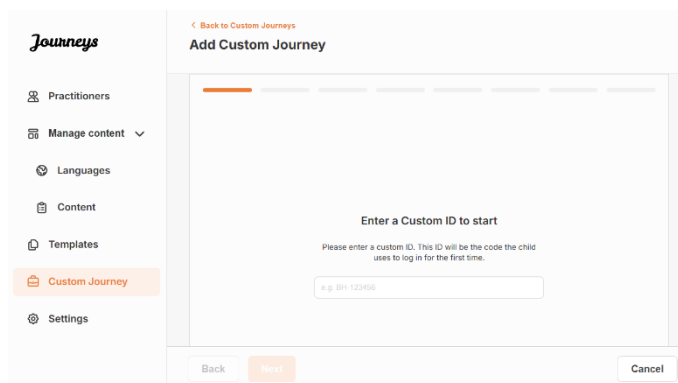 Journeys
Practitioners
Manage content
Languages
Content
Templates
Custom Journey
Settings
Back to Custom Journeys
Add Custom Journey
Enter a Custom ID to start
Please enter a custom ID. This ID will be the code the child
uses to log in for the first time.
e.g. BH-123456
Back
Next
Cancel